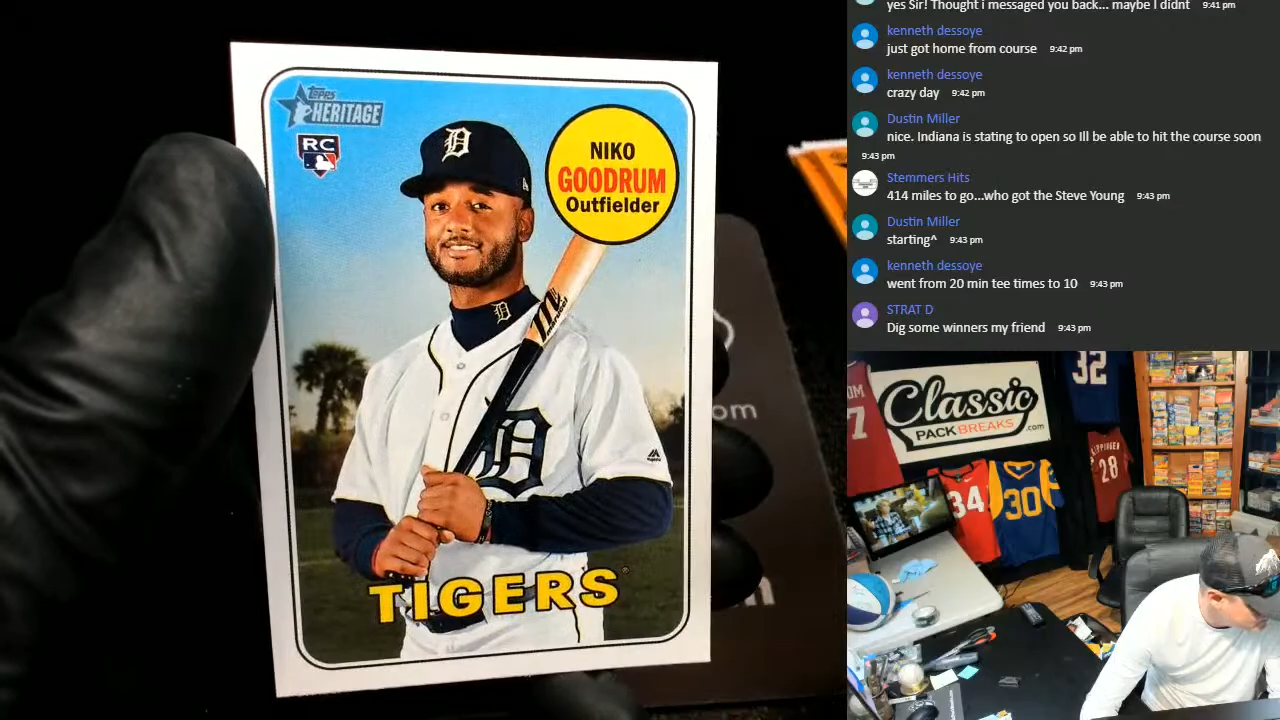 Topps
HERITAGE
RC
NIKO
GOODRUM
Outfielder
D
D
D
TIGERS
om
yes Sir! Thought i messaged you back... maybe I didnt 9:41 pm
kenneth dessoye
just got home from course 9:42 pm
kenneth dessoye
crazy day 9:42 pm
Dustin Miller
nice. Indiana is stating to open so Ill be able to hit the course soon
9:43 pm
Stemmers Hits
414 miles to go...who got the Steve Young 9:43 pm
Dustin Miller
starting^ 9:43 pm
kenneth dessoye
went from 20 min tee times to 10 9:43 pm
STRAT D
Dig some winners my friend 9:43 pm
OM
7
Classic
PACK BREAKS .com
32
28
34
30